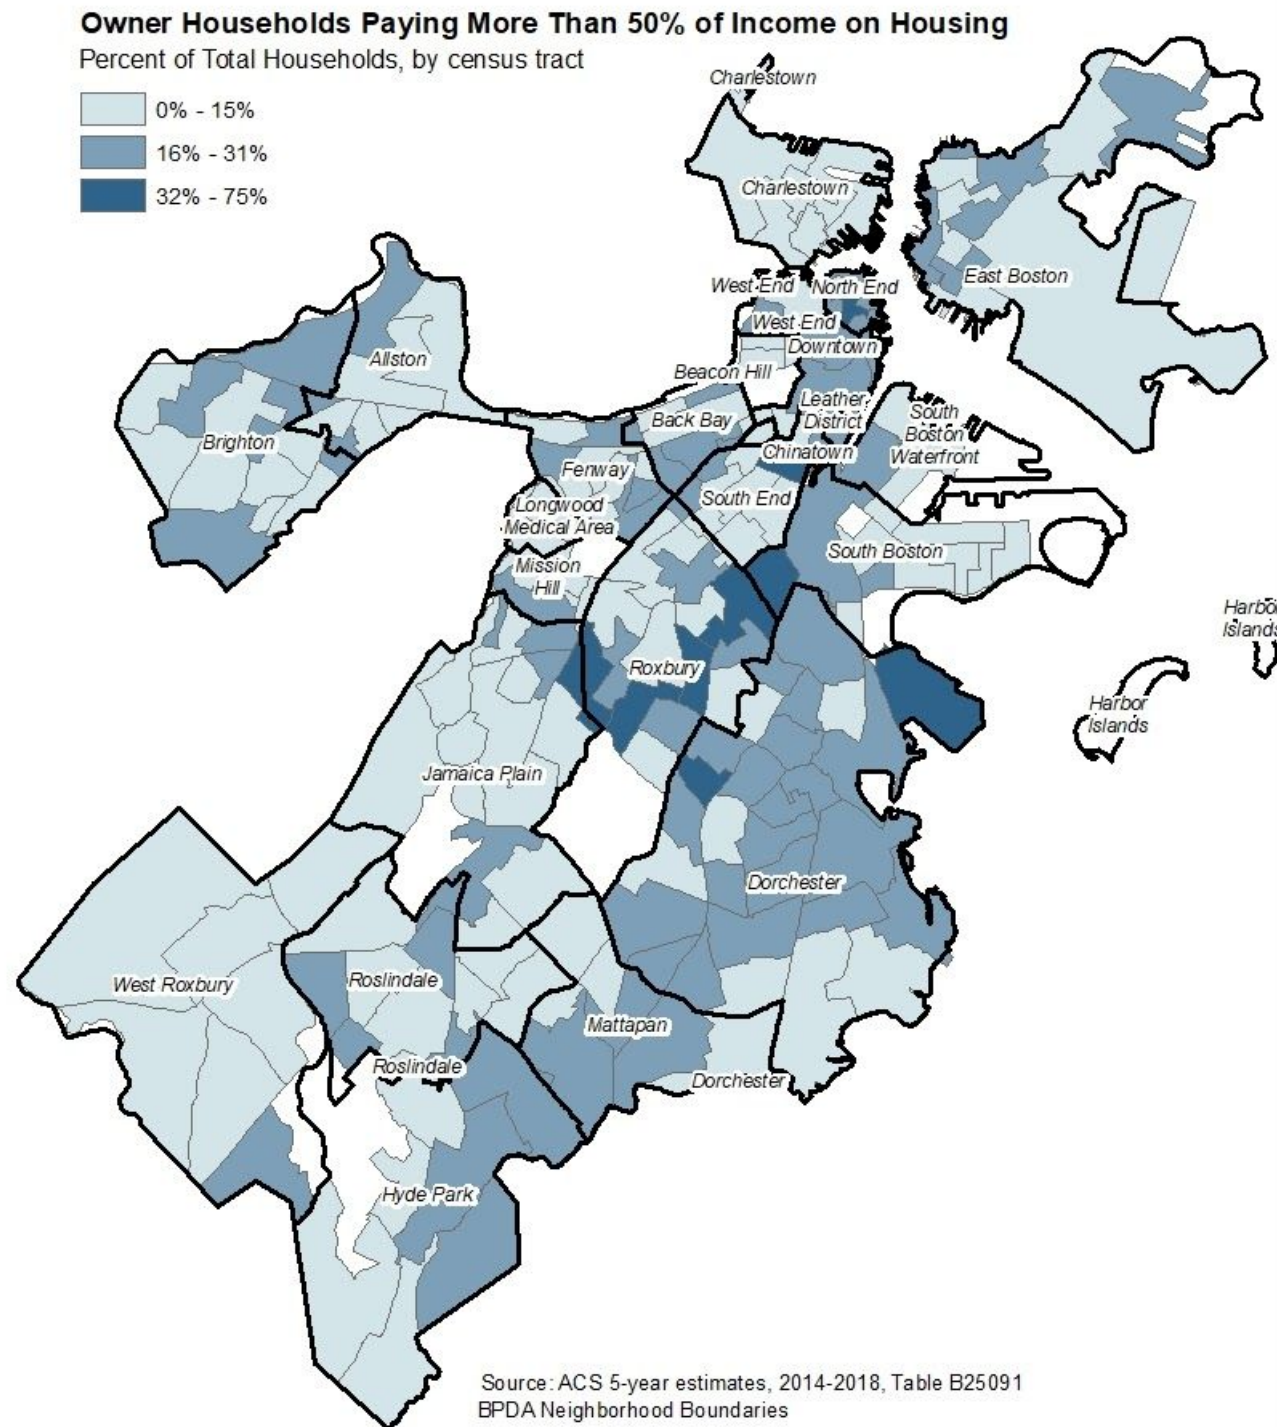 Owner Households Paying More Than 50% of Income on Housing
Percent of Total Households, by census tract
0% - 15%
16% - 31%
32% - 75%
Charlestown
Charlestown
West End
North End
East Boston
West End
Downtown
Allston
Beacon Hill
Leather
District
Back Bay
South
Boston
Waterfront
Brighton
Chinatown
Fenway
South End
Longwood
Medical Area
South Boston
Mission
Hill
Harbor
Islands
Roxbury
Harbor
Islands
Jamaica Plain
Dorchester
West Roxbury
Roslindale
Mattapan
Roslindale
Dorchester
Hyde Park
Source: ACS 5-year estimates, 2014-2018, Table B25091
BPDA Neighborhood Boundaries